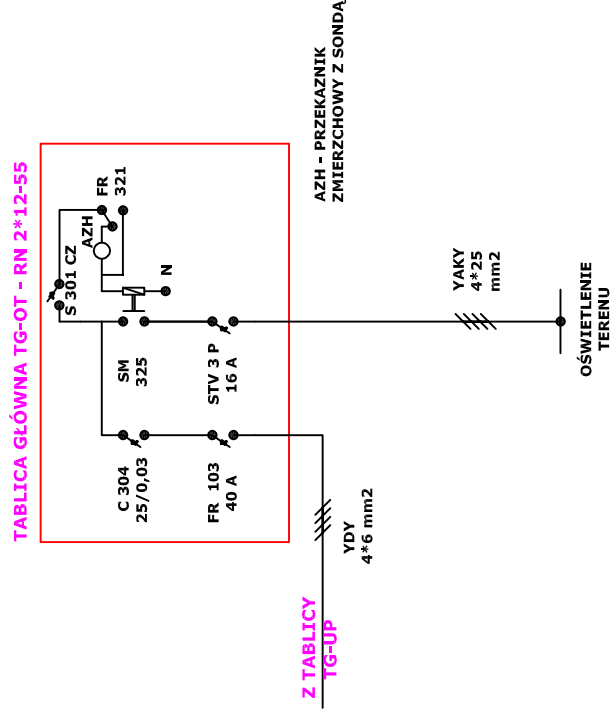 TABLICA GŁÓWNA TG-OT - RN 2*12-55
S 301 CZ
AZH
FR
321
N
SM
325
STV 3 P
16 A
C 304
25/0,03
FR 103
40 A
AZH - PRZEKAZNIK
ZMIERZCHOWY Z SONDĄ
YAKY
4*25
mm2
OŚWIETLENIE
TERENU
YDY
4*6 mm2
Z TABLICY
TG-UP